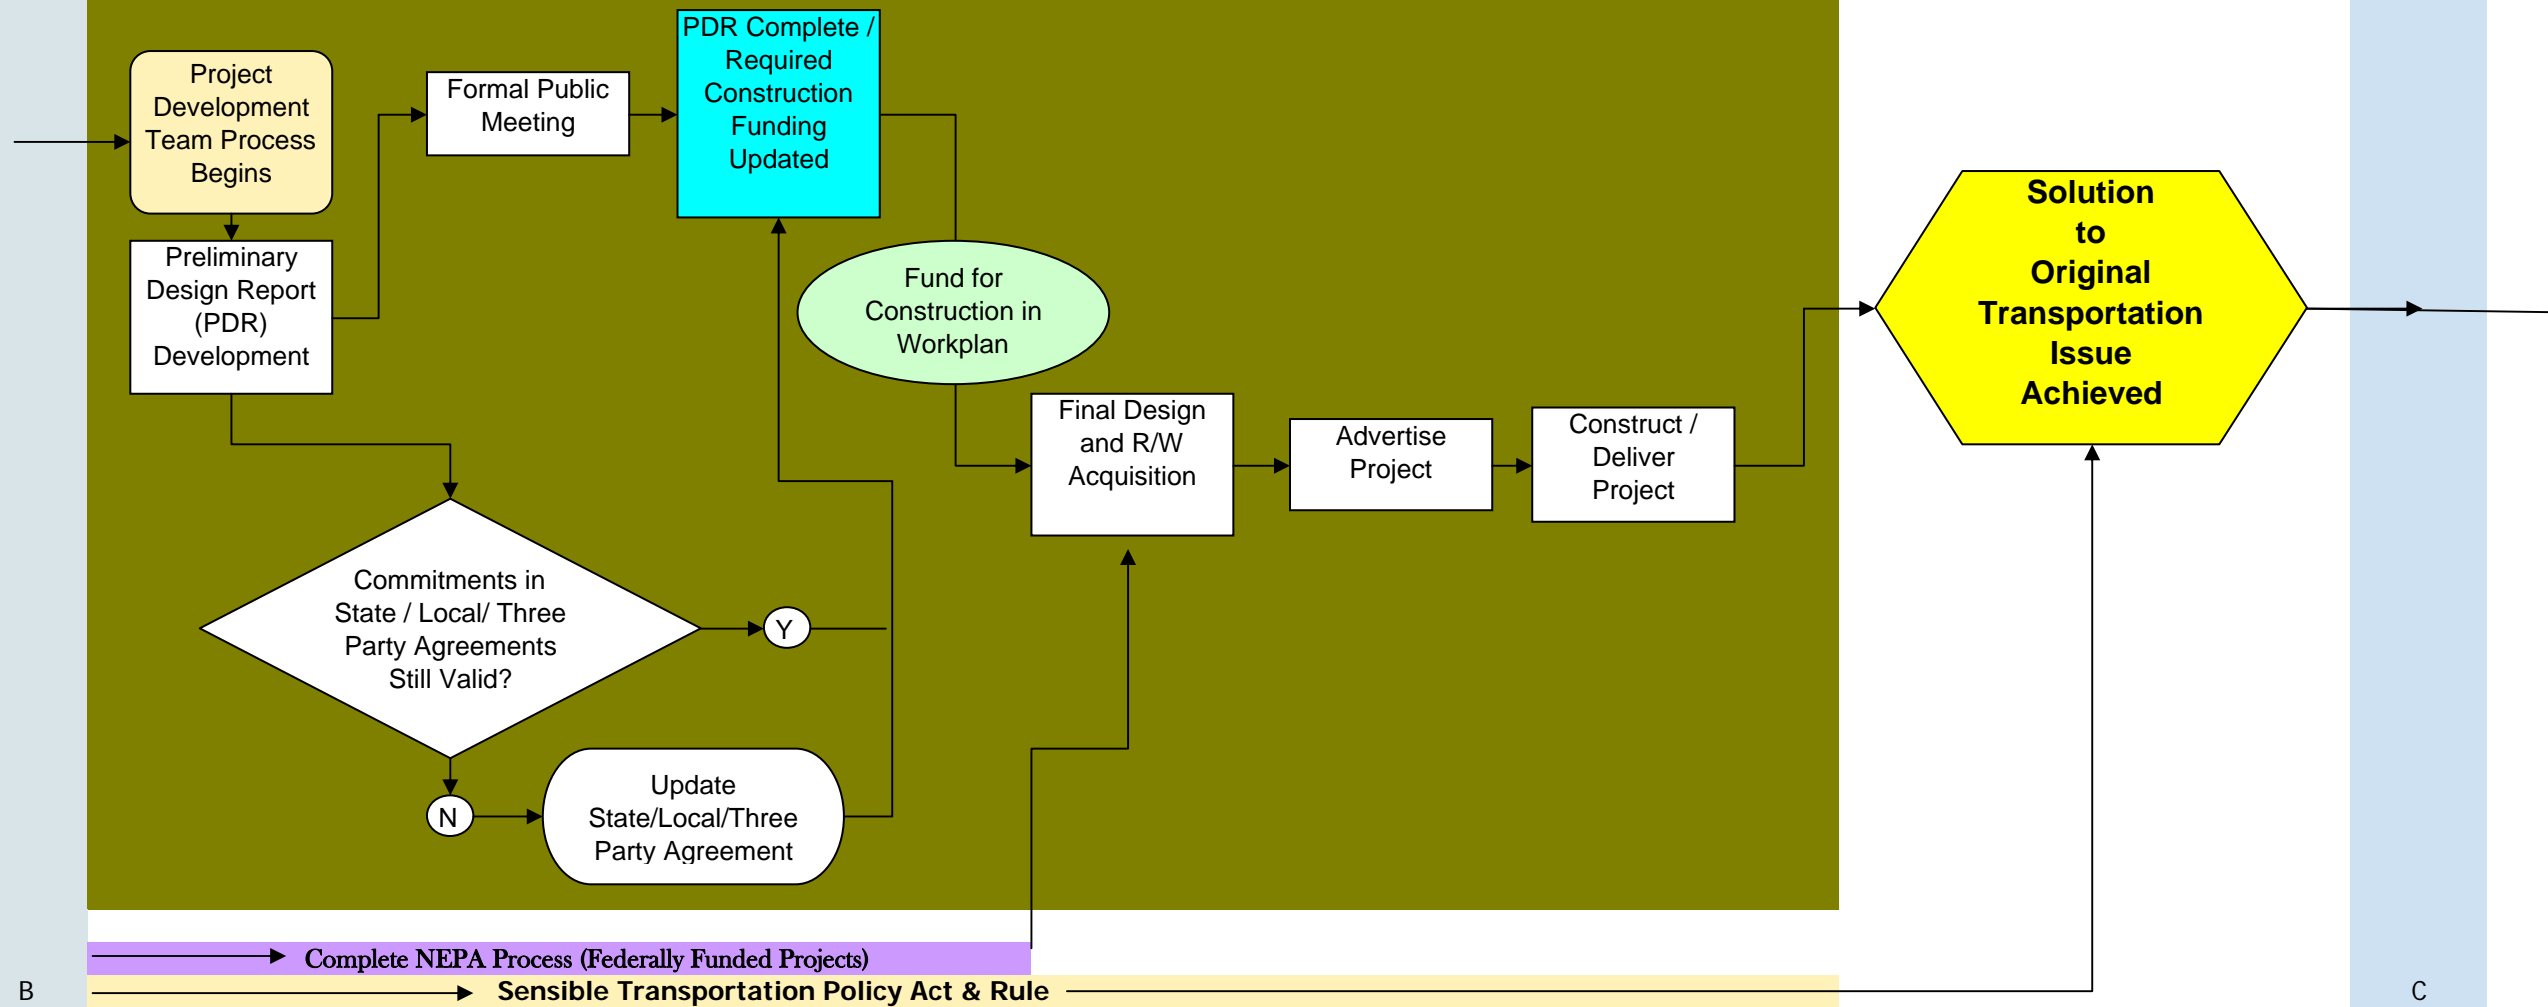 Project
Development
Team Process
Begins
Preliminary
Design Report
(PDR)
Development
Formal Public
Meeting
PDR Complete /
Required
Construction
Funding
Updated
Fund for
Construction in
Workplan
Final Design
and R/W
Acquisition
Advertise
Project
Construct /
Deliver
Project
Solution
to
Original
Transportation
Issue
Achieved
Commitments in
State / Local/ Three
Party Agreements
Still Valid?
Y
N
Update
State/Local/Three
Party Agreement
Complete NEPA Process (Federally Funded Projects)
B
Sensible Transportation Policy Act & Rule
C